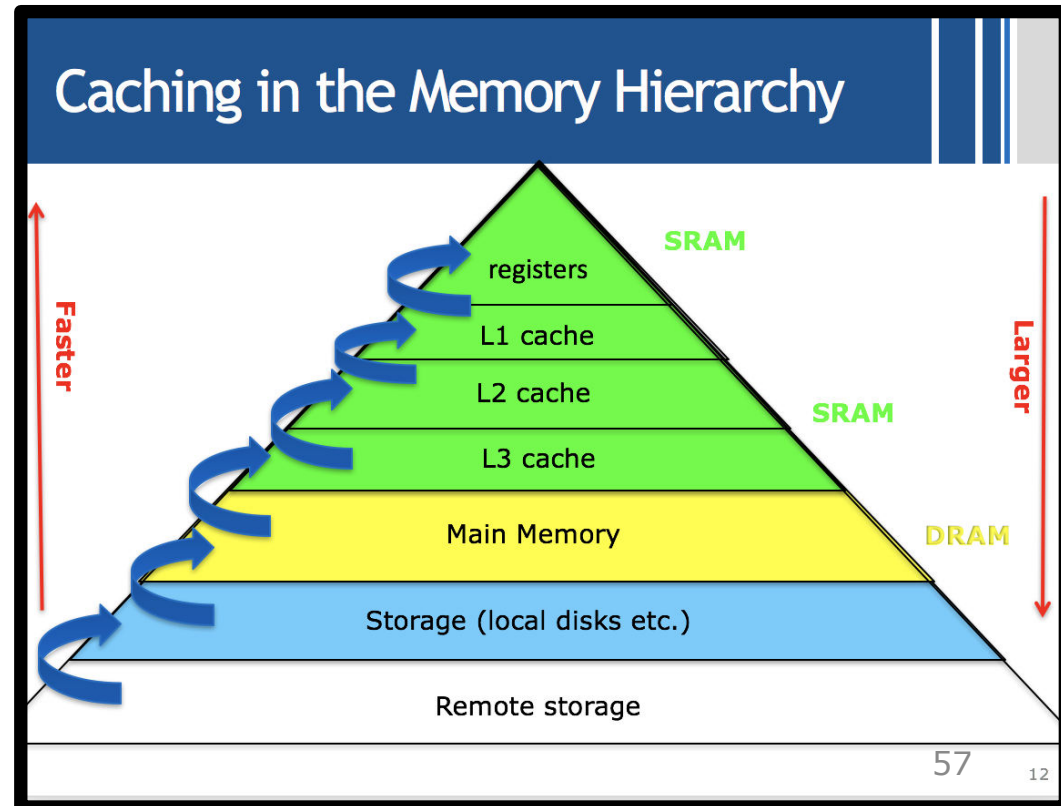 Caching in the Memory Hierarchy
SRAM
registers
Faster
L1 cache
Larger
L2 cache
SRAM
L3 cache
Main Memory
DRAM
Storage (local disks etc.)
Remote storage
57
12